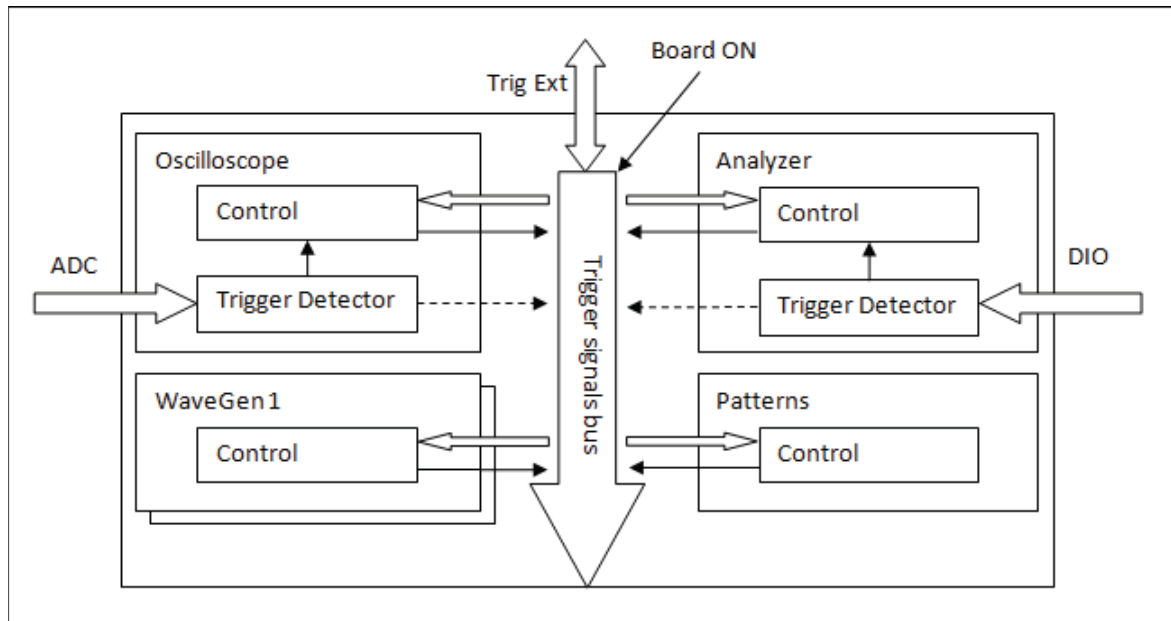 Board ON
Trig Ext
Oscilloscope
Control
Trigger Detector
ADC
Analyzer
Control
Trigger Detector
DIO
Trigger signals bus
WaveGen 1
Control
Patterns
Control